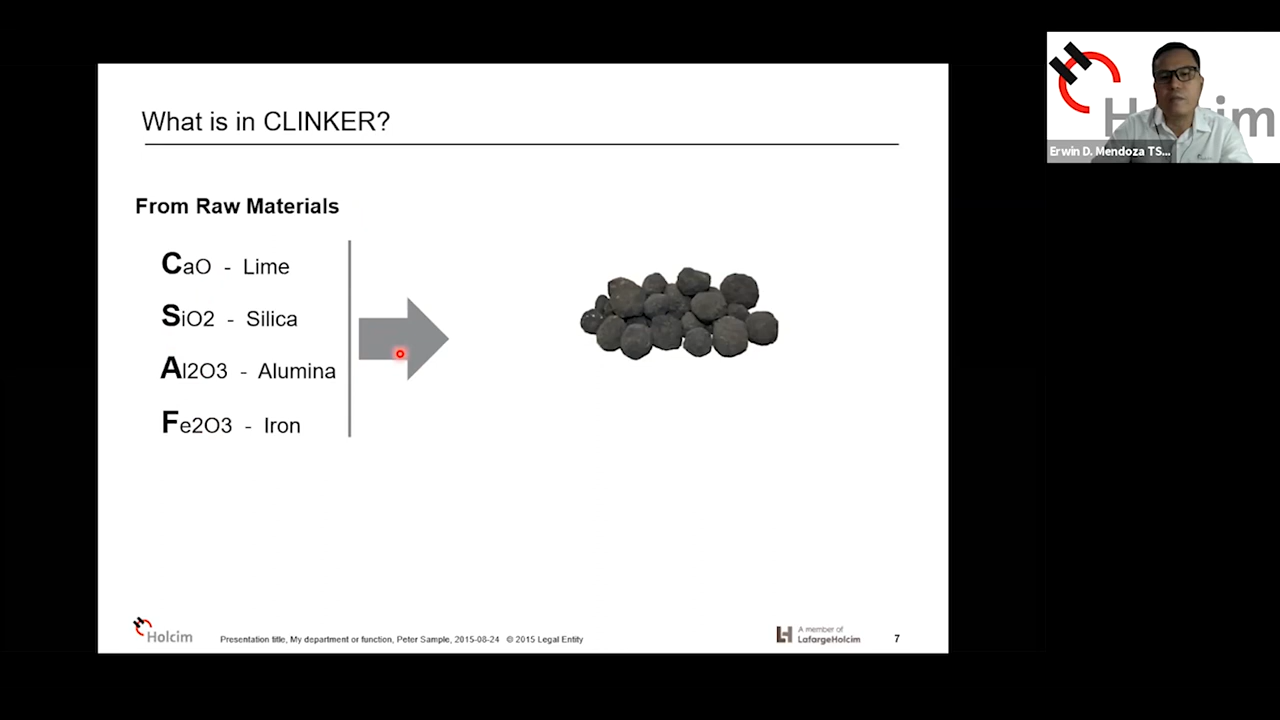 What is in CLINKER?
From Raw Materials
CaO - Lime
SiO2 - Silica
Al2O3 - Alumina
Fe2O3 - Iron
Holcim
Presentation title, My department or function, Peter Sample, 2015-08-24 © 2015 Legal Entity
A member of
LafargeHolcim
7
H cim
Erwin D. Mendoza TS...